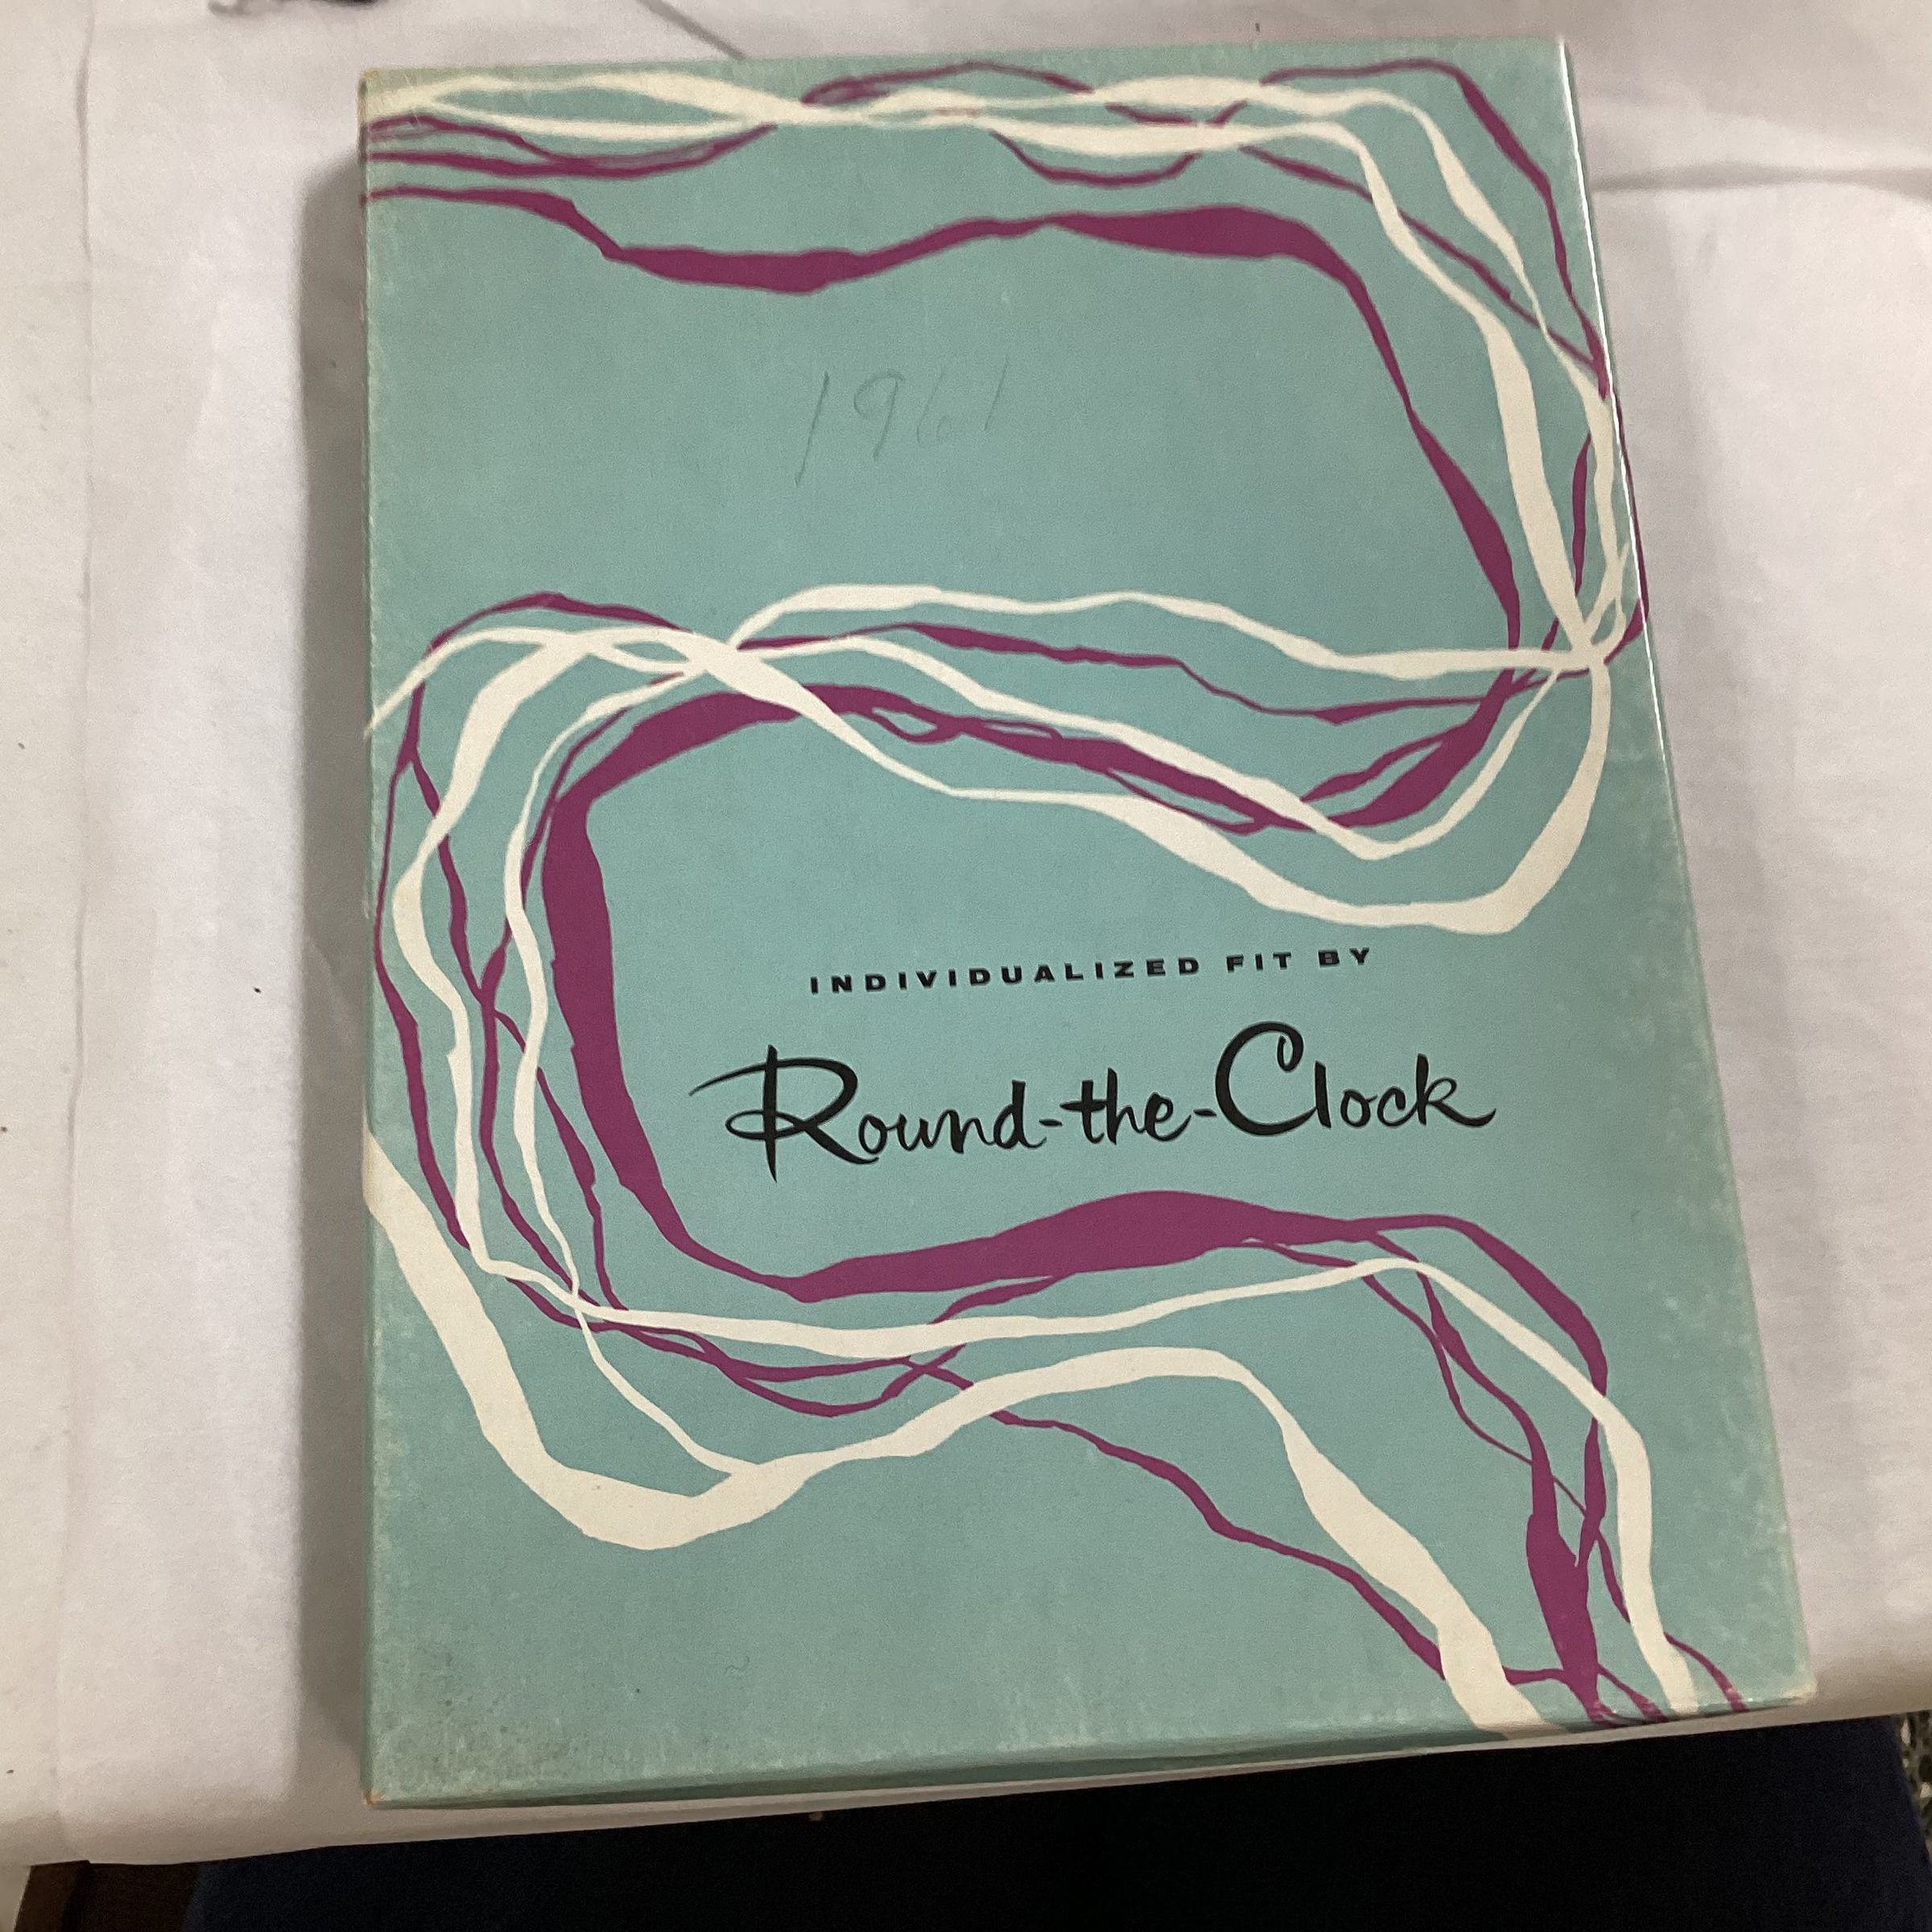 1961
INDIVIDUALIZED FIT BY
Round-the-Clock